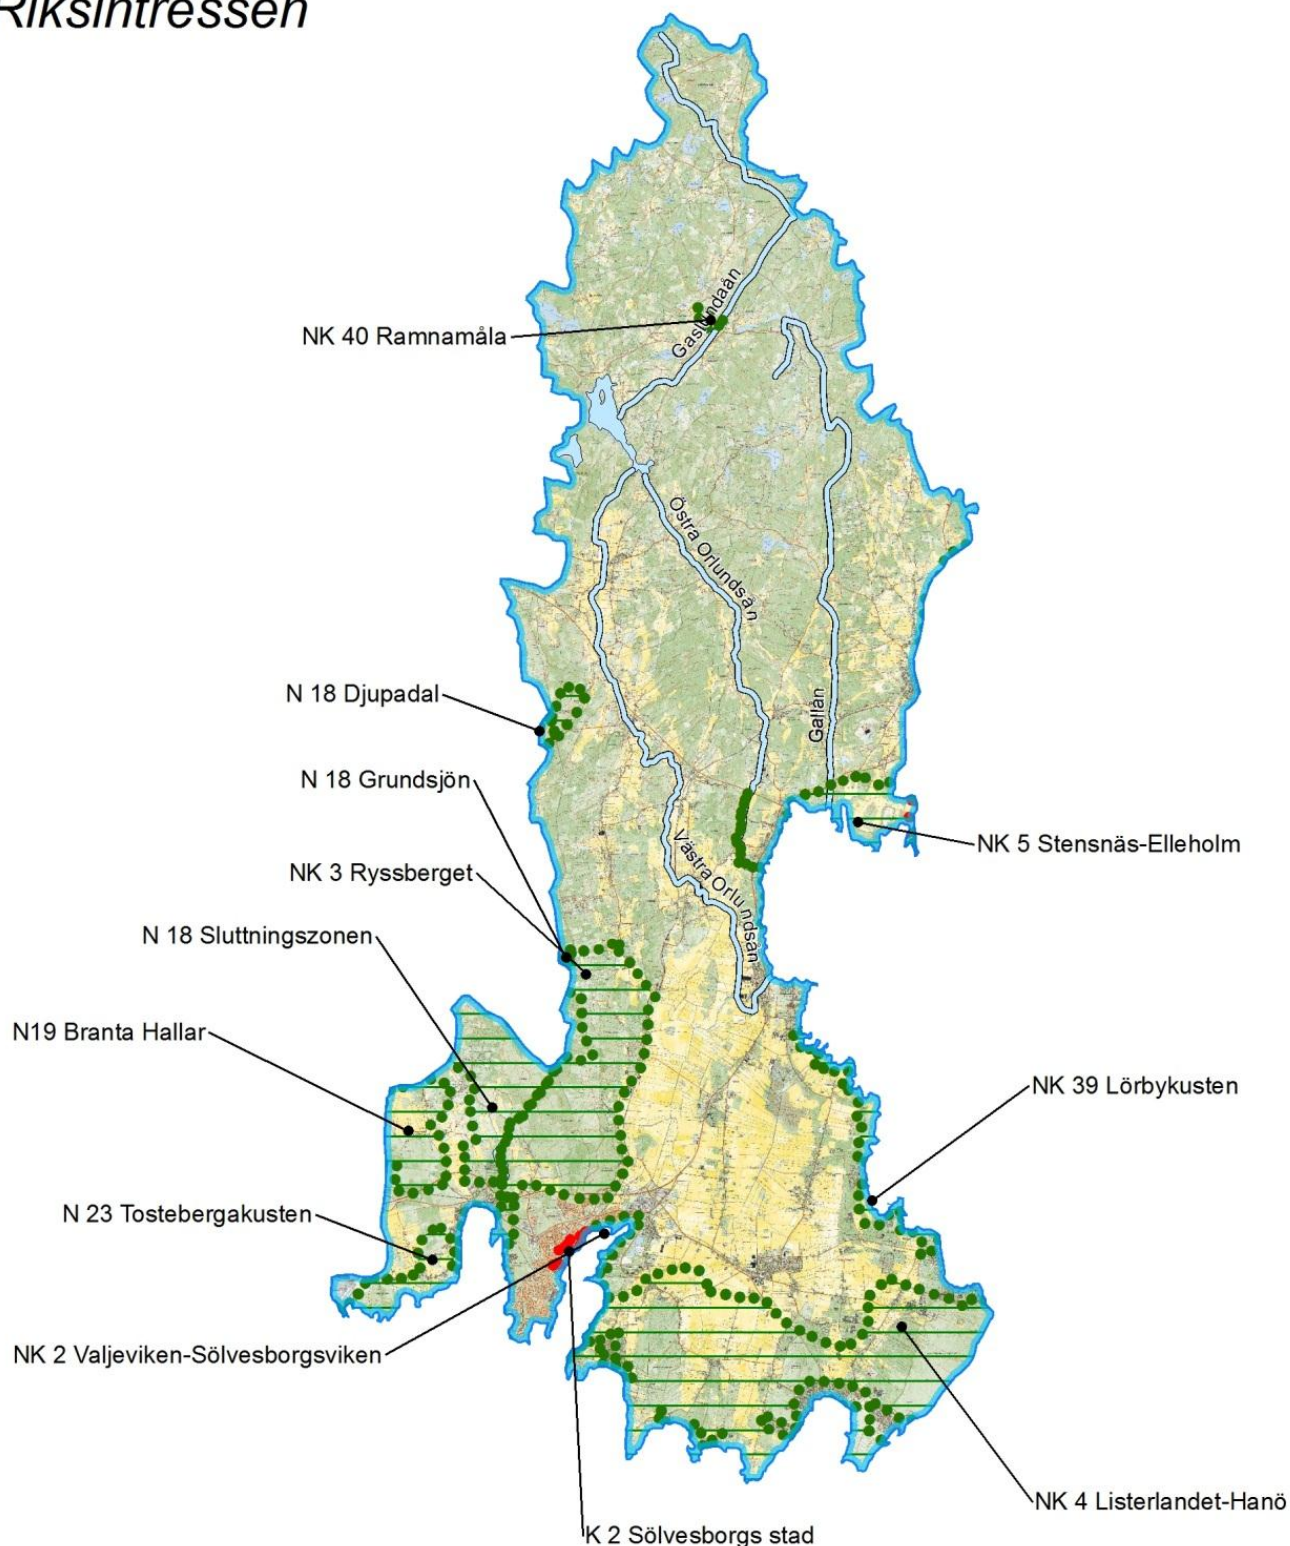 Riksintressen
Gaslundaån
NK 40 Ramnamåla
Östra Orlundsån
N 18 Djupadal
Gallån
N 18 Grundsjön
NK 5 Stensnäs-Elleholm
NK 3 Ryssberget
Västra Orlundsån
N 18 Sluttningszonen
N19 Branta Hallar
NK 39 Lörbykusten
N 23 Tostebergakusten
NK 2 Valjeviken-Sölvesborgsviken
NK 4 Listerlandet-Hanö
K 2 Sölvesborgs stad